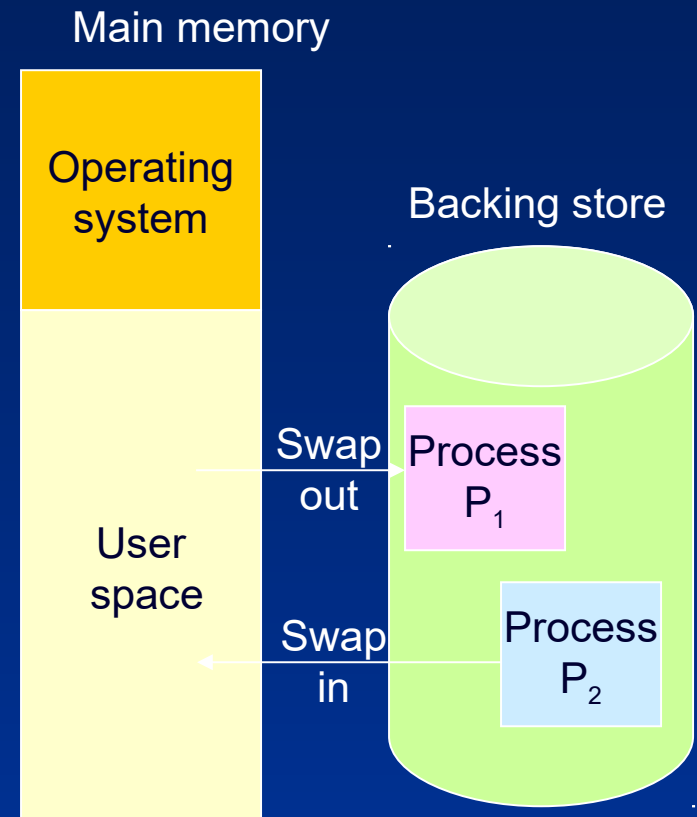 Main memory
Operating
system
Backing store
Swap
out
Process
P₁
User
space
Swap
in
Process
P₂